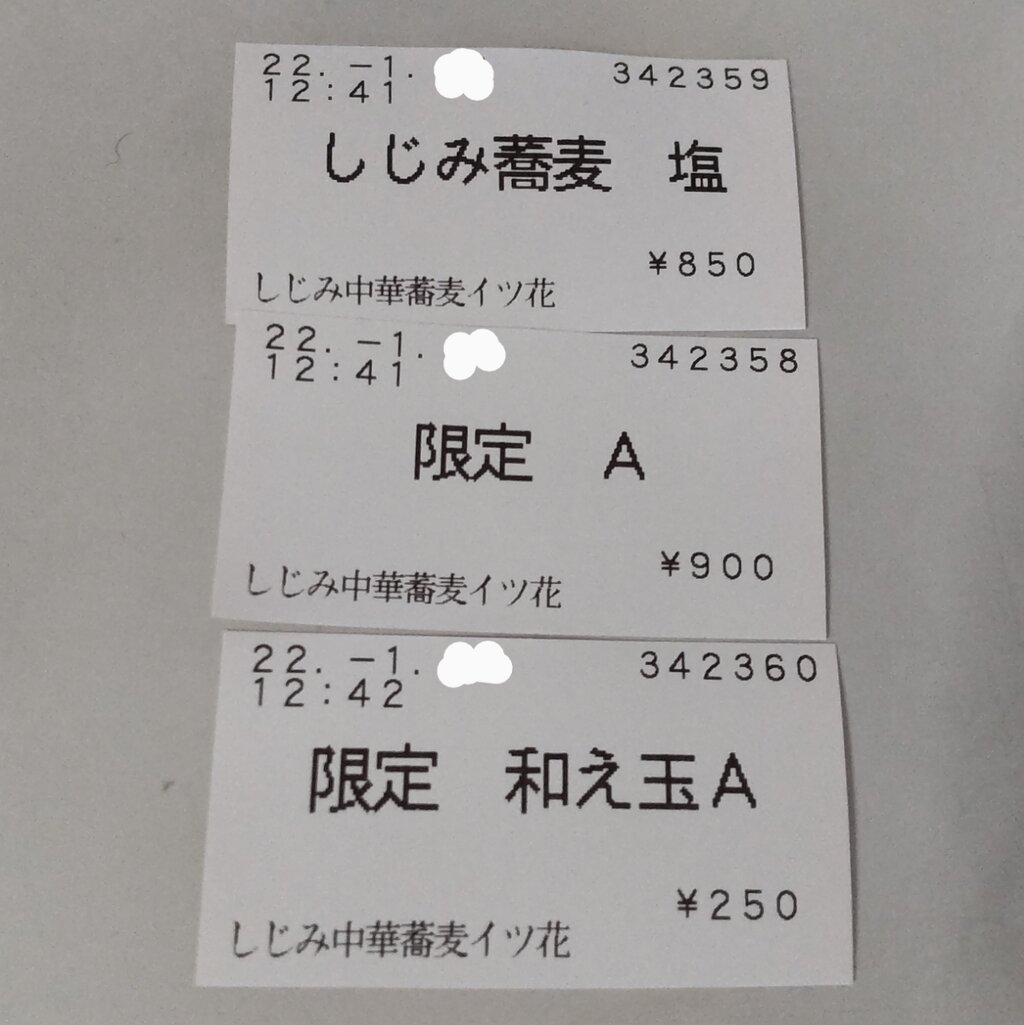 22. -1.
12:41
342359
しじみ蕎麦 塩
¥850
しじみ中華蕎麦イツ花
22. -1.
12:41
342358
限定 A
¥900
しじみ中華蕎麦イツ花
22. -1.
12:42
342360
限定 和え玉A
¥250
しじみ中華蕎麦イツ花